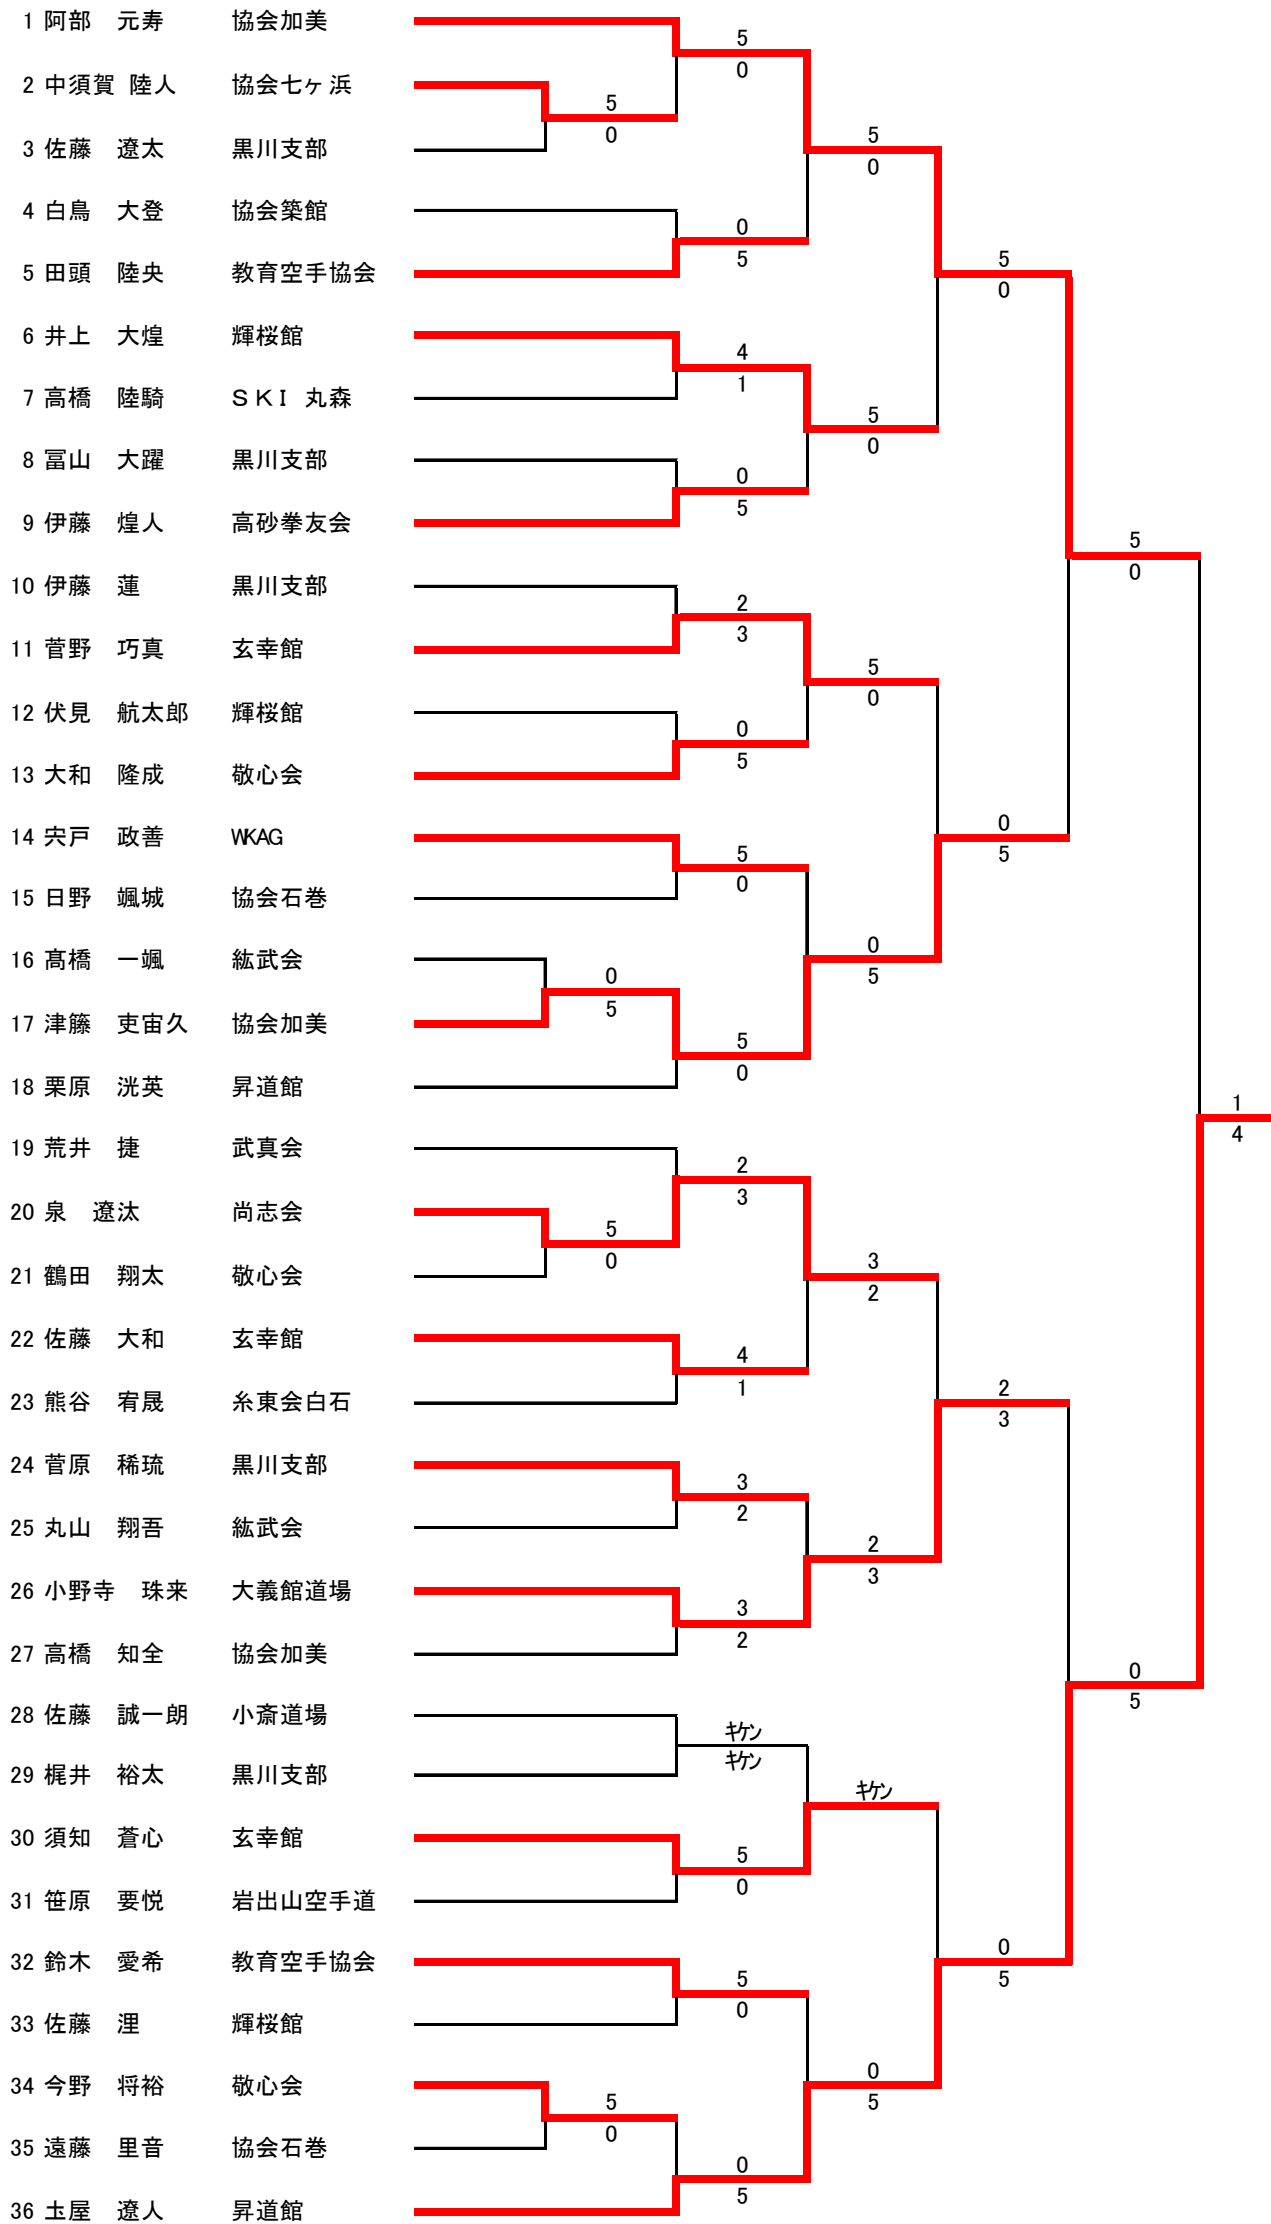 1 阿部　元寿　協会加美
5
0
2 中須賀 陸人　協会七ヶ浜
5
0
3 佐藤　遼太　黒川支部
5
0
4 白鳥　大登　協会築館
0
5
5 田頭　陸央　教育空手協会
5
0
6 井上　大煌　輝桜館
4
1
7 高橋　陸騎　ＳＫＩ 丸森
5
0
8 冨山　大躍　黒川支部
0
5
9 伊藤　煌人　高砂拳友会
5
0
10 伊藤　蓮　黒川支部
2
3
11 菅野　巧真　玄幸館
5
0
12 伏見　航太郎　輝桜館
0
5
13 大和　隆成　敬心会
0
5
14 宍戸　政善　WKAG
5
0
15 日野　颯城　協会石巻
0
5
16 髙橋　一颯　紘武会
0
5
17 津籐　吏宙久　協会加美
5
0
18 栗原　洸英　昇道館
1
4
19 荒井　捷　武真会
2
3
20 泉　遼汰　尚志会
5
0
21 鶴田　翔太　敬心会
3
2
22 佐藤　大和　玄幸館
4
1
23 熊谷　宥晟　糸東会白石
2
3
24 菅原　稀琉　黒川支部
3
2
25 丸山　翔吾　紘武会
2
3
26 小野寺　珠来　大義館道場
3
2
27 高橋　知全　協会加美
0
5
28 佐藤　誠一朗　小斎道場
ｷｹﾝ
ｷｹﾝ
29 梶井　裕太　黒川支部
ｷｹﾝ
30 須知　蒼心　玄幸館
5
0
31 笹原　要悦　岩出山空手道
0
5
32 鈴木　愛希　教育空手協会
5
0
33 佐藤　浬　輝桜館
0
5
34 今野　将裕　敬心会
5
0
35 遠藤　里音　協会石巻
0
5
36 圡屋　遼人　昇道館